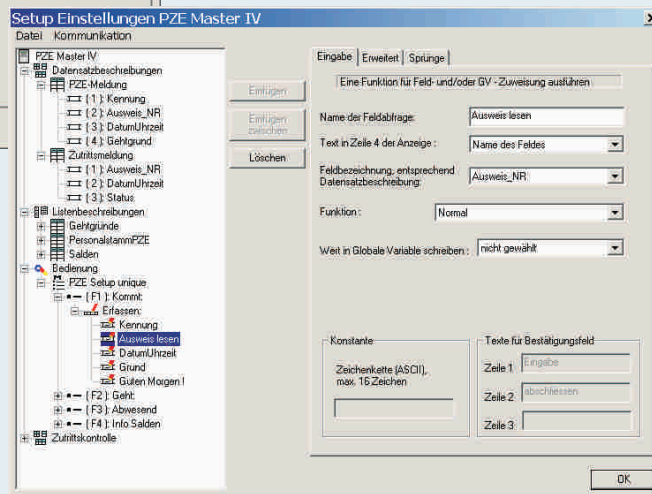 Setup Einstellungen PZE Master IV
Datei Kommunikation
PZE Master IV
Datensatzbeschreibungen
PZE-Meldung
( 1 ): Kennung
( 2 ): Ausweis_NR
( 3 ): DatumUhrzeit
( 4 ): Gehtgrund
Zutrittsmeldung
( 1 ): Ausweis_NR
( 2 ): DatumUhrzeit
( 3 ): Status
Listenbeschreibungen
Gehtgründe
PersonalstammPZE
Salden
Bedienung
PZE Setup unique
( F1 ): Kommt:
Erfassen:
Kennung
Ausweis lesen
DatumUhrzeit
Grund
Guten Morgen !
( F2 ): Geht:
( F3 ): Abwesend
( F4 ): Info Salden
Zutrittskontrolle
Einfügen
Einfügen
zwischen
Löschen
Eingabe Erweitert Sprünge
Eine Funktion für Feld- und/oder GV - Zuweisung ausführen
Name der Feldabfrage: Ausweis lesen
Text in Zeile 4 der Anzeige : Name des Feldes
Feldbezeichnung, entsprechend
Datensatzbeschreibung: Ausweis_NR
Funktion : Normal
Wert in Globale Variable schreiben : nicht gewählt
Konstante
Zeichenkette (ASCII),
max. 16 Zeichen
Texte für Bestätigungsfeld
Zeile 1 Eingabe
Zeile 2 abschliessen
Zeile 3
OK